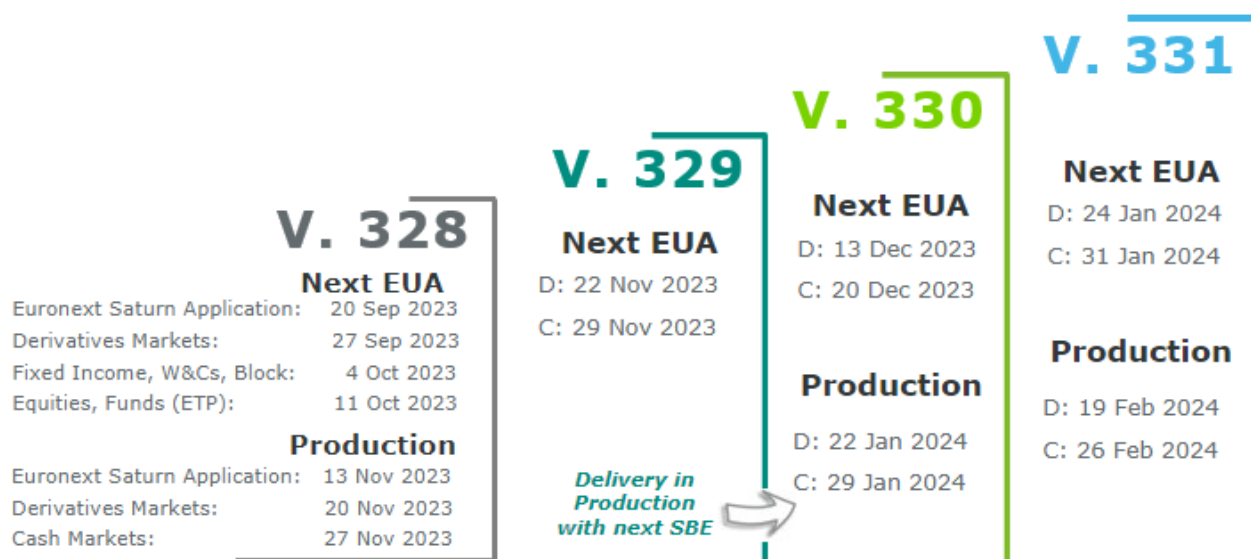 V. 328
Next EUA
Euronext Saturn Application: 20 Sep 2023
Derivatives Markets: 27 Sep 2023
Fixed Income, W&Cs, Block: 4 Oct 2023
Equities, Funds (ETP): 11 Oct 2023
Production
Euronext Saturn Application: 13 Nov 2023
Derivatives Markets: 20 Nov 2023
Cash Markets: 27 Nov 2023
V. 329
Next EUA
D: 22 Nov 2023
C: 29 Nov 2023
Delivery in
Production
with next SBE
V. 330
Next EUA
D: 13 Dec 2023
C: 20 Dec 2023
Production
D: 22 Jan 2024
C: 29 Jan 2024
V. 331
Next EUA
D: 24 Jan 2024
C: 31 Jan 2024
Production
D: 19 Feb 2024
C: 26 Feb 2024